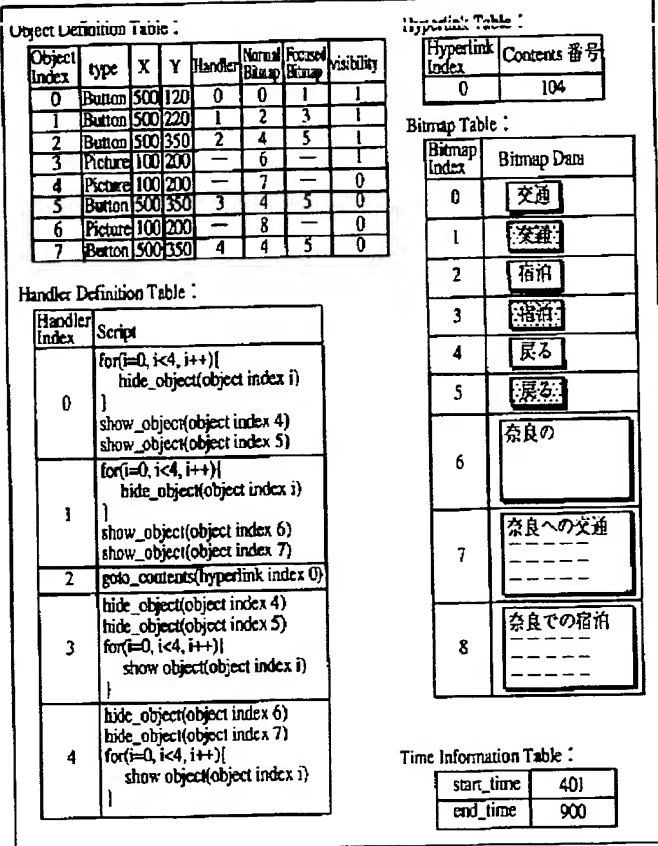 Object Definition Table :
Object Index type X Y Handler Normal Bitmap Focused Bitmap visibility
0 Button 500 120 0 0 1 1
1 Button 500 220 1 2 3 1
2 Button 500 350 2 4 5 1
3 Picture 100 200 — 6 — 1
4 Picture 100 200 — 7 — 0
5 Button 500 350 3 4 5 0
6 Picture 100 200 — 8 — 0
7 Button 500 350 4 4 5 0
Handler Definition Table :
Handler Index Script
0
for(i=0, i<4, i++){
hide_object(object index i)
}
show_object(object index 4)
show_object(object index 5)
1
for(i=0, i<4, i++){
hide_object(object index i)
}
show_object(object index 6)
show_object(object index 7)
2 goto_contents(hyperlink index 0)
3
hide_object(object index 4)
hide_object(object index 5)
for(i=0, i<4, i++){
show object(object index i)
}
4
hide_object(object index 6)
hide_object(object index 7)
for(i=0, i<4, i++){
show object(object index i)
}
Hyperlink Table :
Hyperlink Index Contents 番号
0 104
Bitmap Table :
Bitmap Index Bitmap Data
0 交通
1 交通
2 宿泊
3 宿泊
4 戻る
5 戻る
6 奈良の
7 奈良への交通
8 奈良での宿泊
Time Information Table :
start_time 401
end_time 900